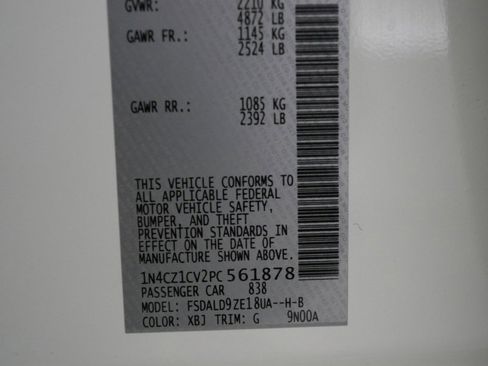 GVWR: 2210 KG
4872 LB
GAWR FR.: 1145 KG
2524 LB
GAWR RR.: 1085 KG
2392 LB
THIS VEHICLE CONFORMS TO
ALL APPLICABLE FEDERAL
MOTOR VEHICLE SAFETY,
BUMPER, AND THEFT
PREVENTION STANDARDS IN
EFFECT ON THE DATE OF
MANUFACTURE SHOWN ABOVE.
1N4CZ1CV2PC561878
PASSENGER CAR 838
MODEL: FSDALD9ZE18UA--H-B
COLOR: XBJ TRIM: G 9N00A